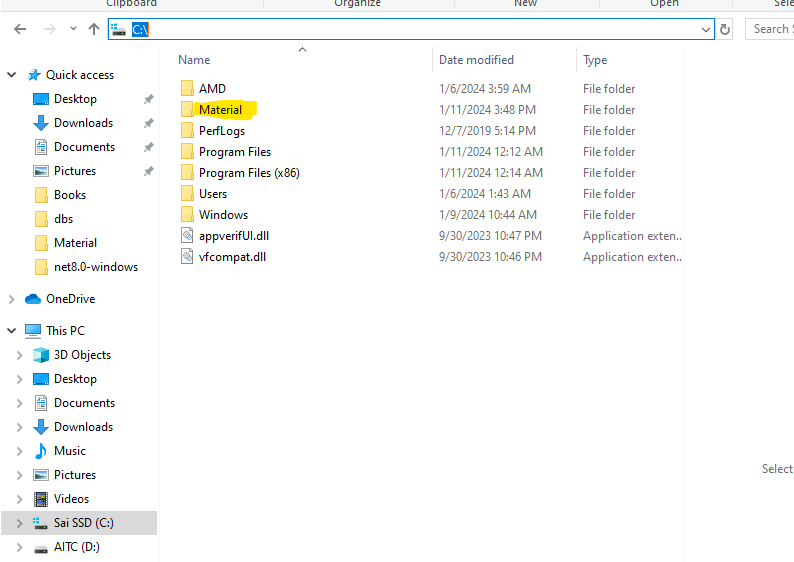 Clipboard Organize New Open Sele
C:\ Search S
Name Date modified Type
Quick access
Desktop
Downloads
Documents
Pictures
Books
dbs
Material
net8.0-windows
OneDrive
This PC
3D Objects
Desktop
Documents
Downloads
Music
Pictures
Videos
Sai SSD (C:)
AITC (D:)
AMD 1/6/2024 3:59 AM File folder
Material 1/11/2024 3:48 PM File folder
PerfLogs 12/7/2019 5:14 PM File folder
Program Files 1/11/2024 12:12 AM File folder
Program Files (x86) 1/11/2024 12:14 AM File folder
Users 1/6/2024 1:43 AM File folder
Windows 1/9/2024 10:44 AM File folder
appverifUI.dll 9/30/2023 10:47 PM Application exten...
vfcompat.dll 9/30/2023 10:46 PM Application exten...
Select